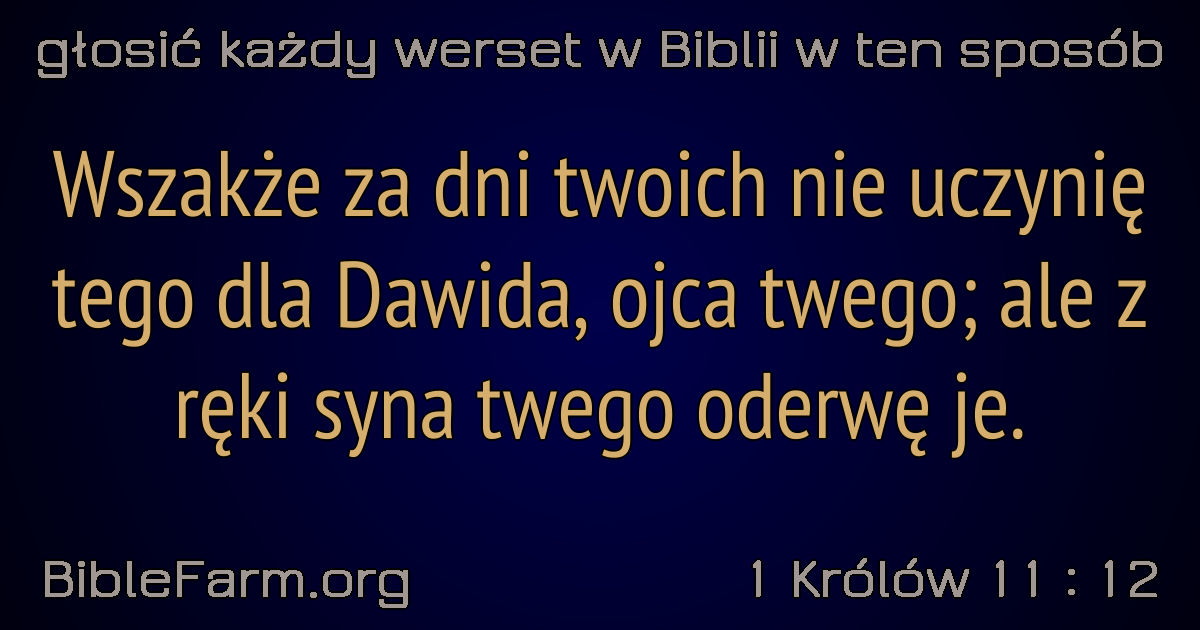 głosić każdy werset w Biblii w ten sposób
Wszakże za dni twoich nie uczynię
tego dla Dawida, ojca twego; ale z
ręki syna twego oderwę je.
BibleFarm.org
1 Królów 11 : 12